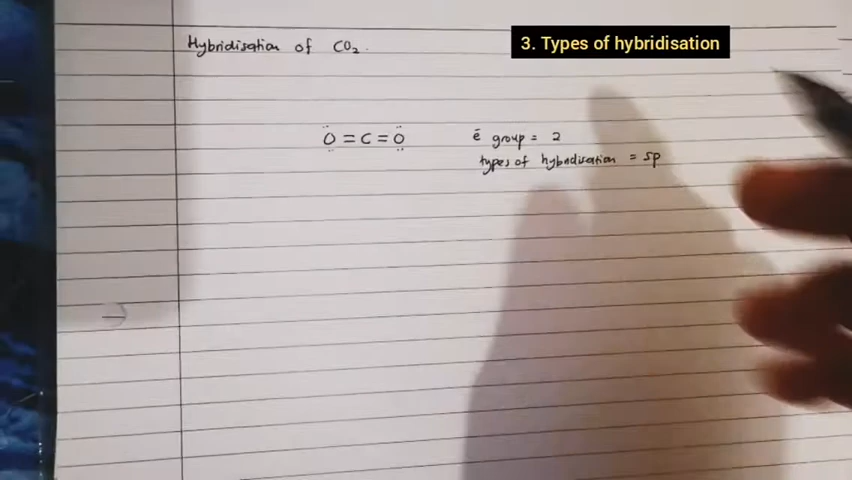 Hybridisation of CO₂.
3. Types of hybridisation
O = C = O
ē group = 2
types of hybridisation = sp